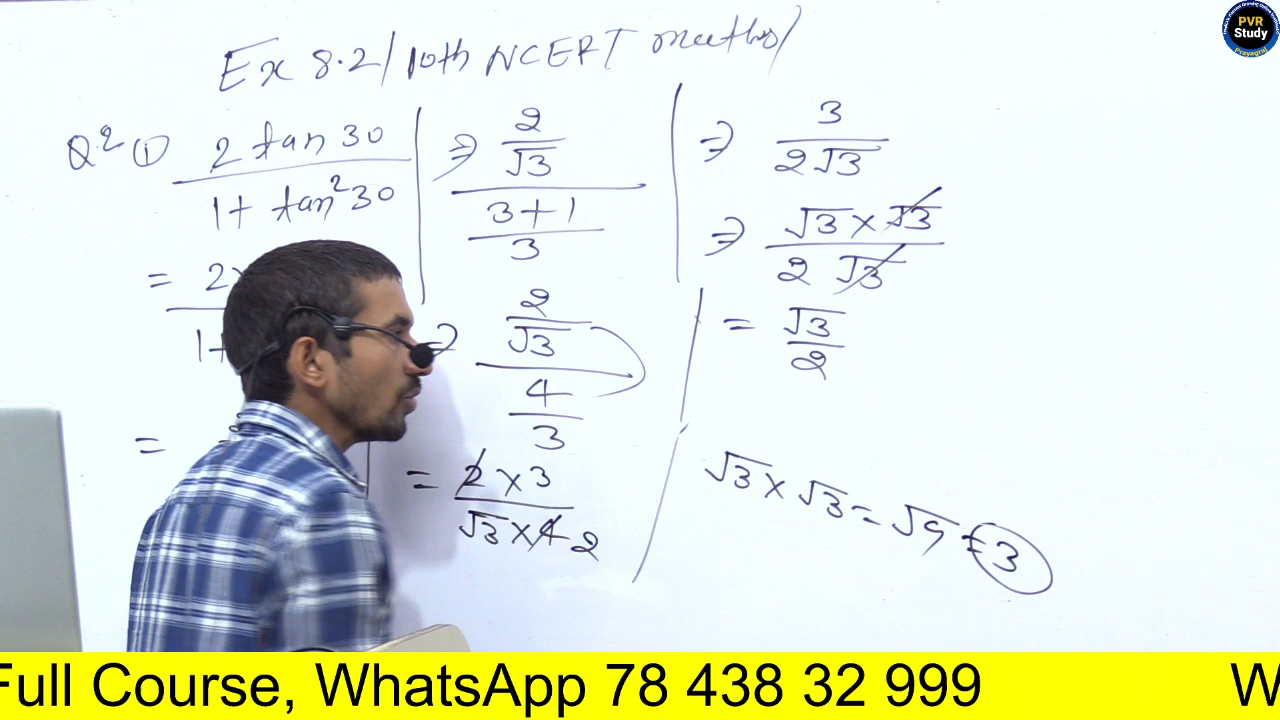 Ex 8.2/10th NCERT
Q2 ① 2 tan 30
1 + tan²30
= 2×
1+
=
⇒ 2
√3
3+1
3
⇒ 2
√3
4
3
= 2 × 3
√3 × 4 2
⇒ 3
2√3
⇒ √3 × √3
2 √3
= √3
2
√3 × √3 = √9 = 3
PVR
Study
Prayagraj
Full Course, WhatsApp 78 438 32 999 W